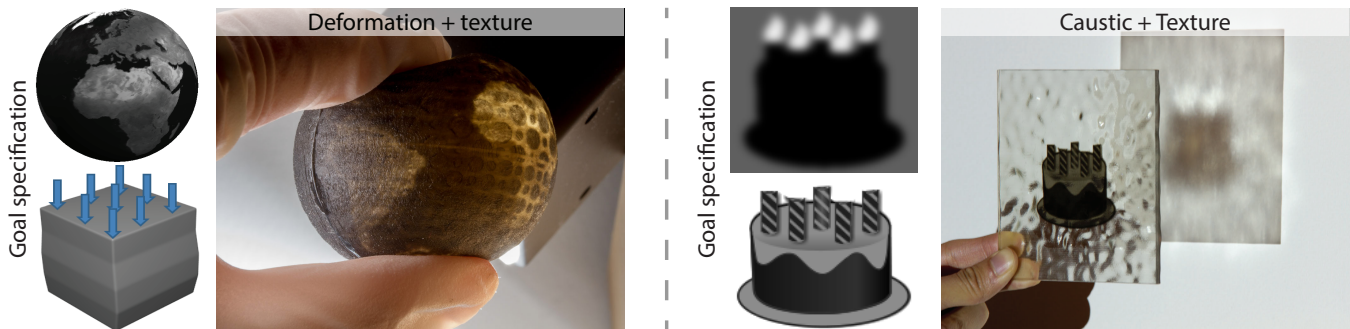 Goal specification
Deformation + texture
Goal specification
Caustic + Texture